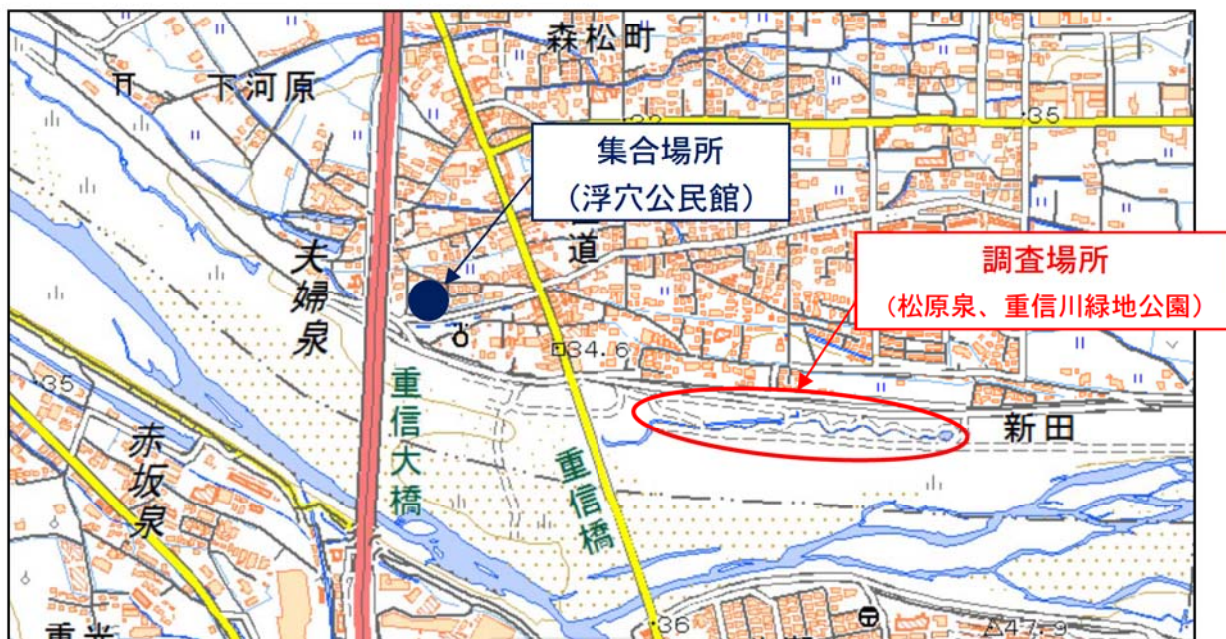 森松町
下河原
35
集合場所
(浮穴公民館)
道
調査場所
(松原泉、重信川緑地公園)
夫婦泉
34.6
35
重信大橋
新田
赤坂泉
重信橋
36
47.9